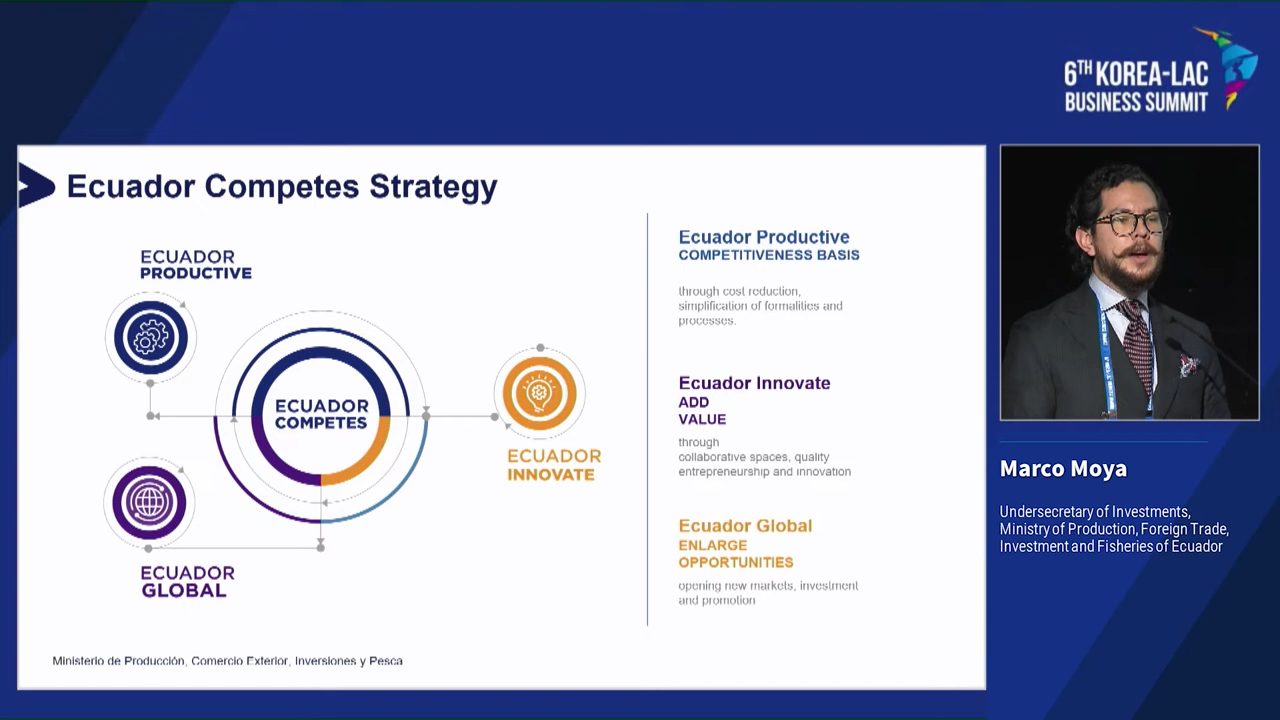 6TH KOREA-LAC
BUSINESS SUMMIT
Ecuador Competes Strategy
ECUADOR
PRODUCTIVE
ECUADOR
COMPETES
ECUADOR
INNOVATE
ECUADOR
GLOBAL
Ecuador Productive
COMPETITIVENESS BASIS
through cost reduction,
simplification of formalities and
processes.
Ecuador Innovate
ADD
VALUE
through
collaborative spaces, quality
entrepreneurship and innovation
Ecuador Global
ENLARGE
OPPORTUNITIES
opening new markets, investment
and promotion
Ministerio de Producción, Comercio Exterior, Inversiones y Pesca
Marco Moya
Undersecretary of Investments,
Ministry of Production, Foreign Trade,
Investment and Fisheries of Ecuador